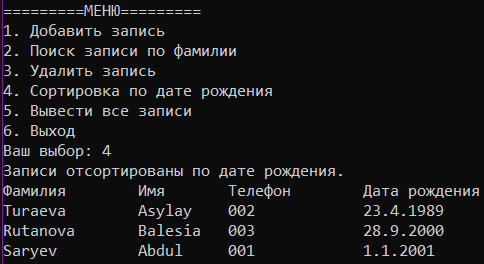 =========МЕНЮ=========
1. Добавить запись
2. Поиск записи по фамилии
3. Удалить запись
4. Сортировка по дате рождения
5. Вывести все записи
6. Выход
Ваш выбор: 4
Записи отсортированы по дате рождения.
Фамилия Имя Телефон Дата рождения
Turaeva Asylay 002 23.4.1989
Rutanova Balesia 003 28.9.2000
Saryev Abdul 001 1.1.2001